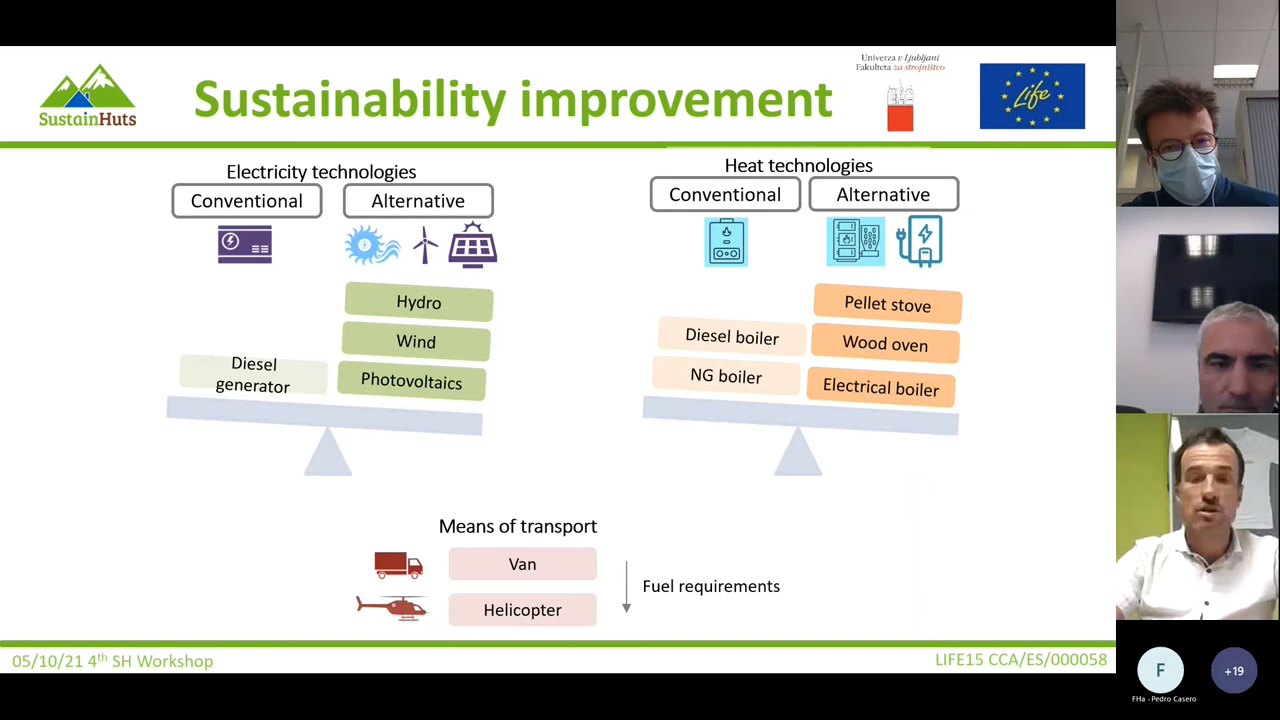 SustainHuts
Sustainability improvement
Univerza v Ljubljani
Fakulteta za strojništvo
Life
Electricity technologies
Conventional
Alternative
Hydro
Wind
Photovoltaics
Diesel
generator
Heat technologies
Conventional
Alternative
Pellet stove
Diesel boiler
Wood oven
NG boiler
Electrical boiler
Means of transport
Van
Helicopter
Fuel requirements
05/10/21 4th SH Workshop
LIFE15 CCA/ES/000058
F
+19
FHa - Pedro Casero